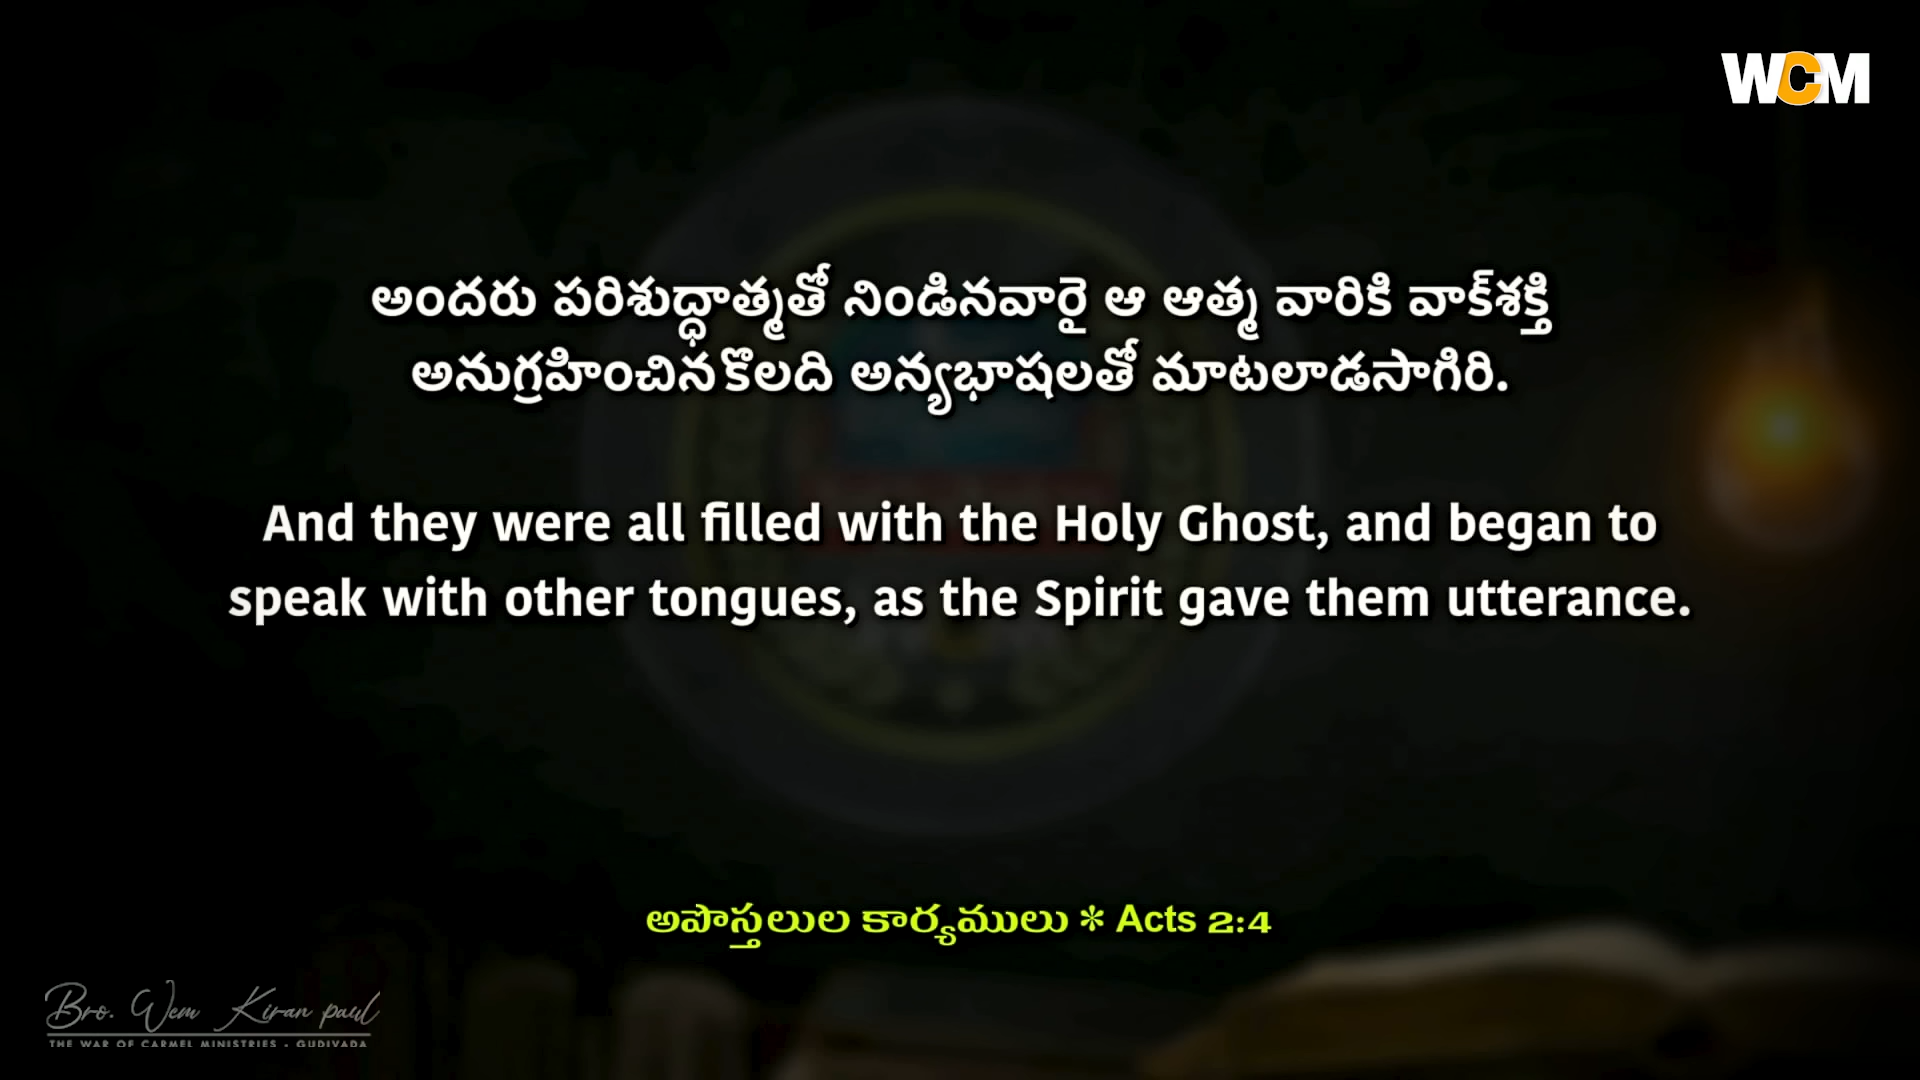 WCM
అందరు పరిశుద్ధాత్మతో నిండినవారై ఆ ఆత్మ వారికి వాక్‌శక్తి
అనుగ్రహించినకొలది అన్యభాషలతో మాటలాడసాగిరి.
And they were all filled with the Holy Ghost, and began to
speak with other tongues, as the Spirit gave them utterance.
అపొస్తలుల కార్యములు * Acts 2:4
Bro. Wem Kiran paul
THE WAR OF CARMEL MINISTRIES - GUDIVADA